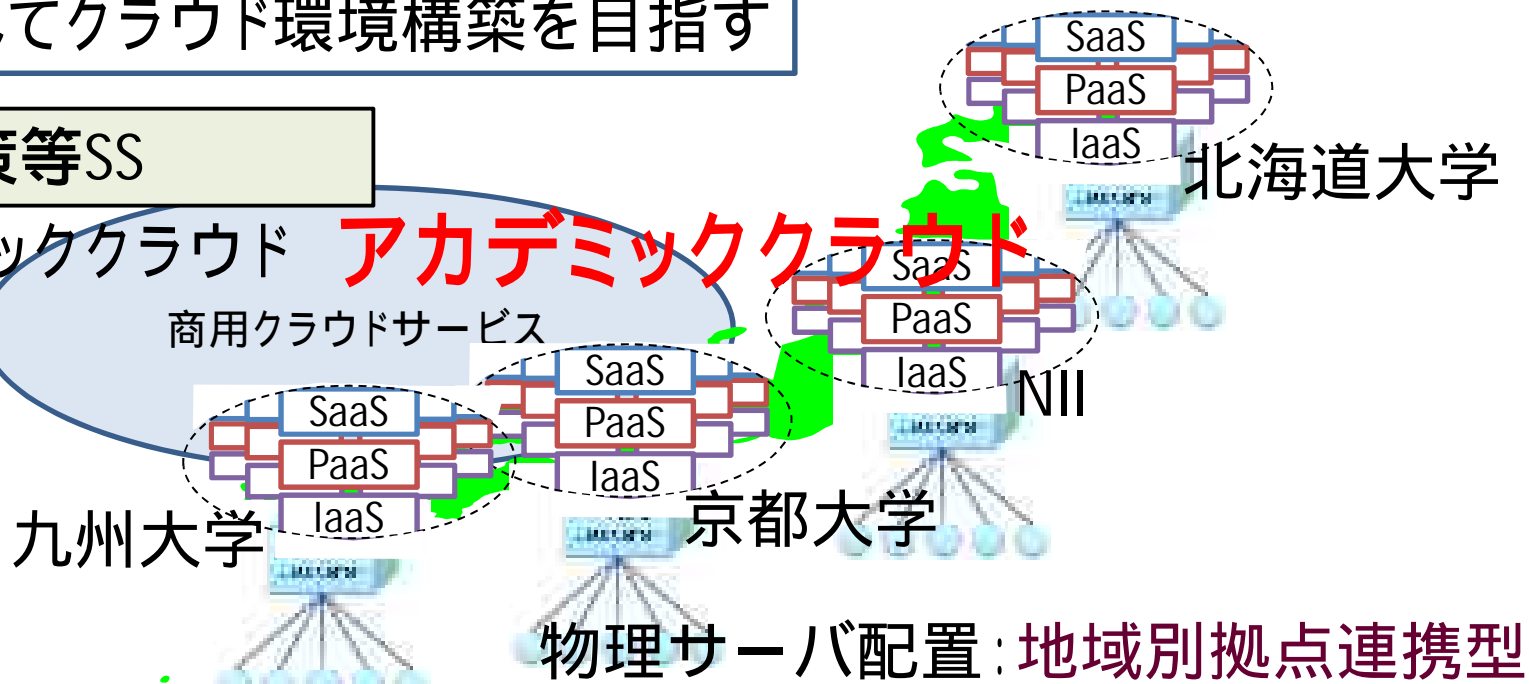 てクラウド環境構築を目指す
SaaS
PaaS
IaaS
北海道大学
策等SS
ッククラウド
アカデミッククラウド
商用クラウドサービス
SaaS
PaaS
IaaS
NII
SaaS
PaaS
IaaS
京都大学
SaaS
PaaS
IaaS
九州大学
物理サーバ配置:地域別拠点連携型